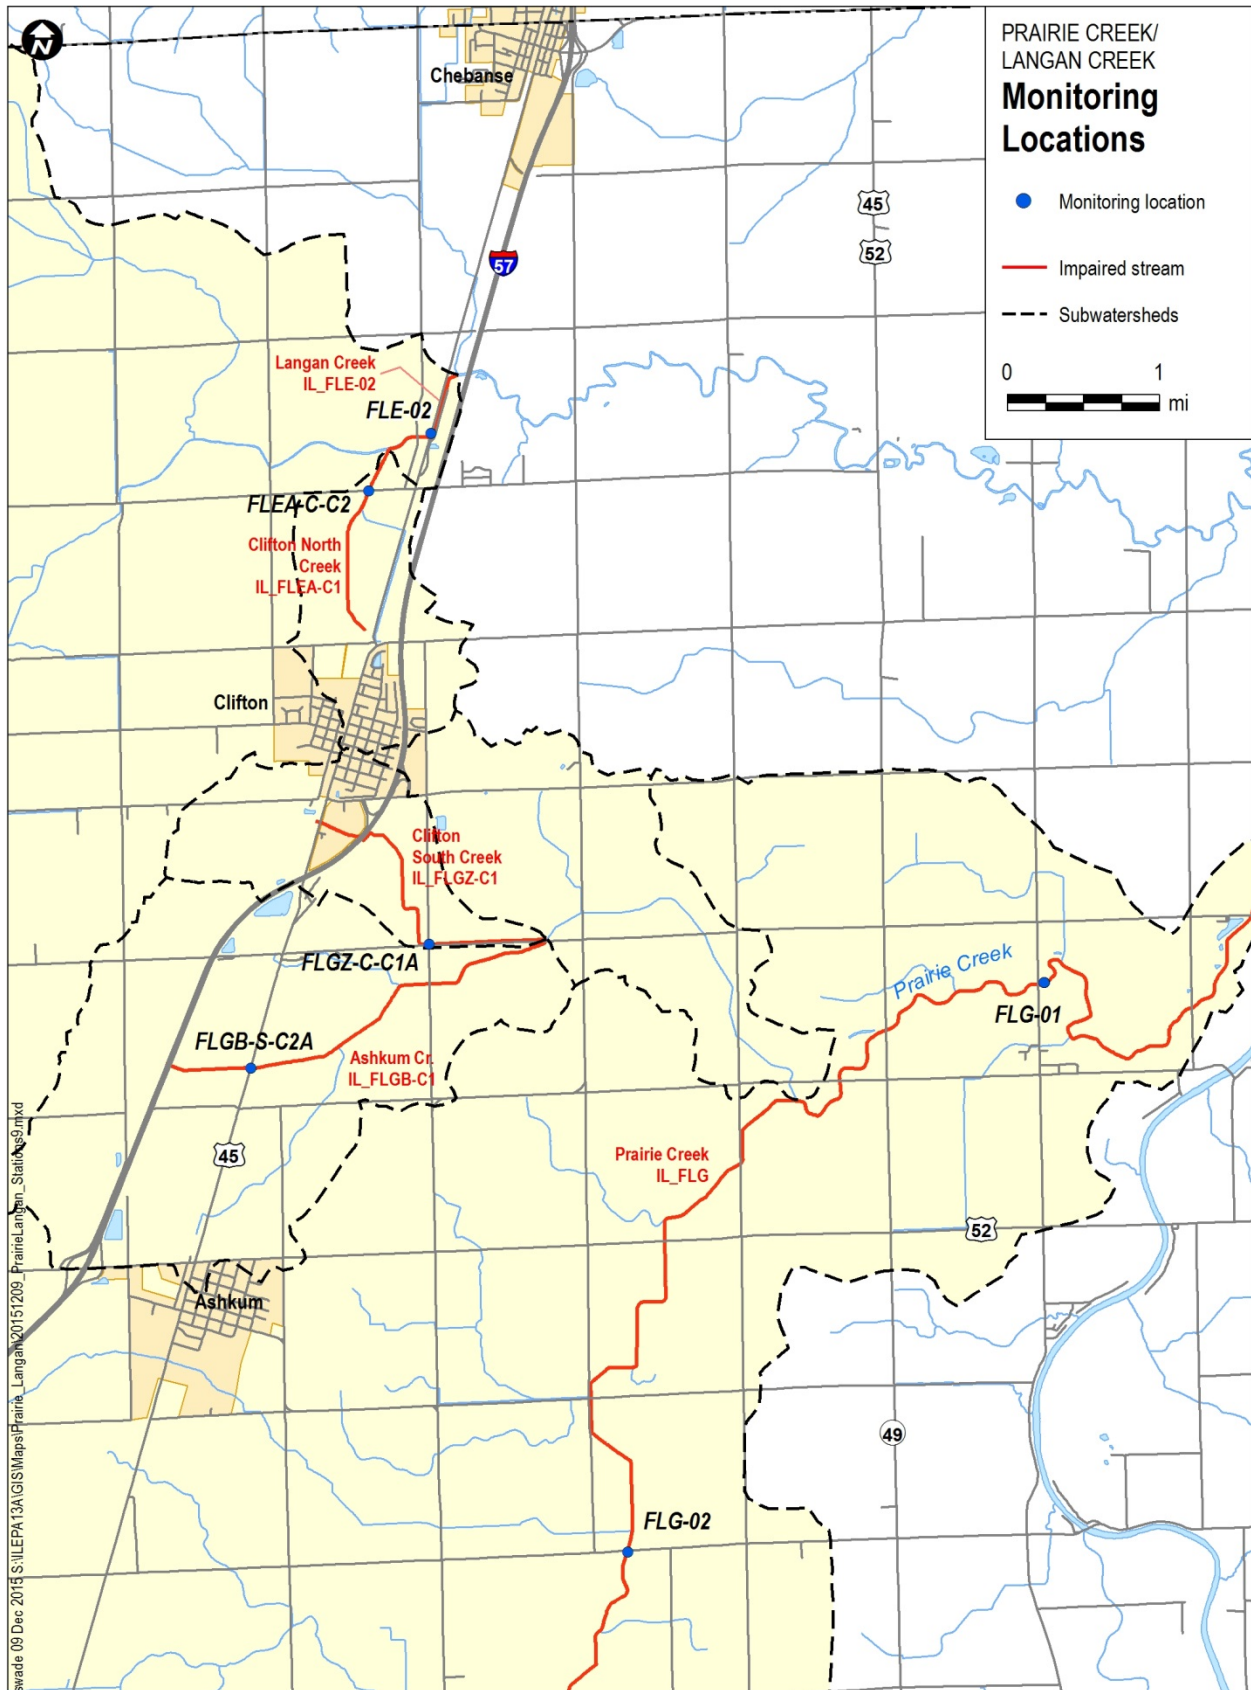 N
Chebanse
PRAIRIE CREEK/
LANGAN CREEK
Monitoring
Locations
Monitoring location
Impaired stream
Subwatersheds
0 1
mi
45
52
57
Langan Creek
IL_FLE-02
FLE-02
FLEA-C-C2
Clifton North
Creek
IL_FLEA-C1
Clifton
Clifton
South Creek
IL_FLGZ-C1
FLGZ-C-C1A
Prairie Creek
FLG-01
FLGB-S-C2A
Ashkum Cr.
IL_FLGB-C1
45
Prairie Creek
IL_FLG
52
Ashkum
49
FLG-02
swade 09 Dec 2015 S:\ILEPA13A\GIS\Maps\Prairie_Langan\20151209_PrairieLangan_Stations9.mxd